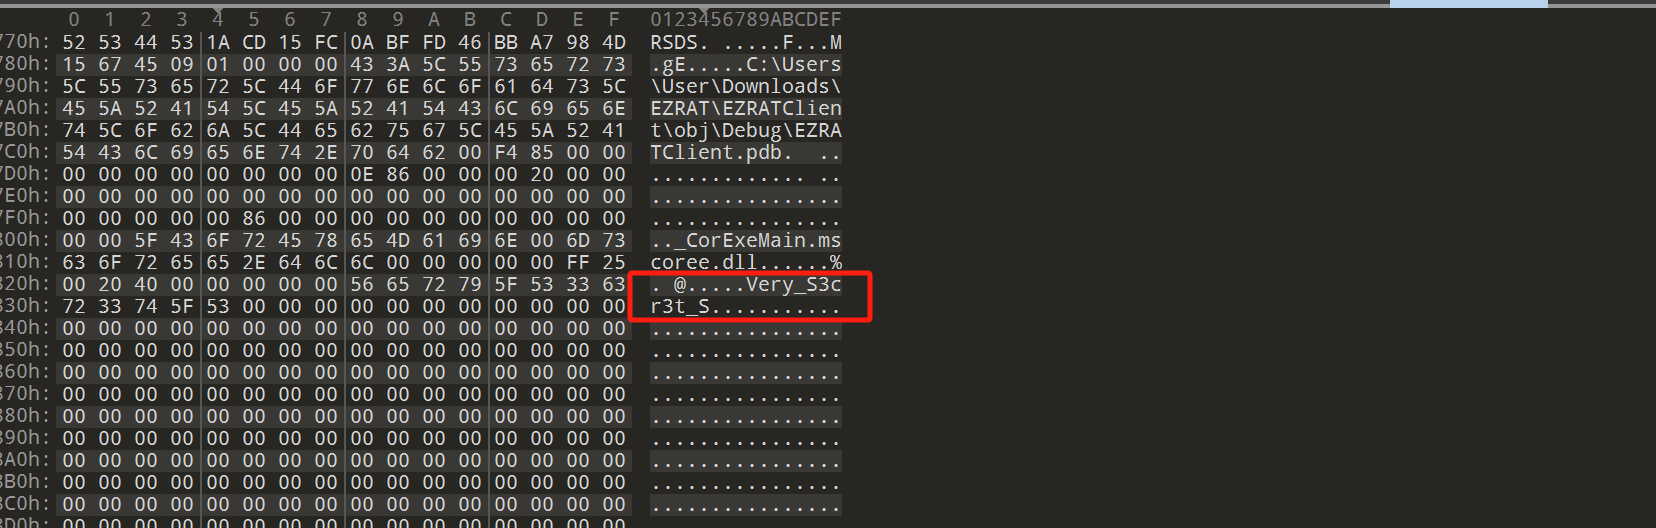 0 1 2 3 4 5 6 7 8 9 A B C D E F 0123456789ABCDEF
770h: 52 53 44 53 1A CD 15 FC 0A BF FD 46 BB A7 98 4D RSDS. .....F...M
780h: 15 67 45 09 01 00 00 00 43 3A 5C 55 73 65 72 73 .gE.....C:\Users
790h: 5C 55 73 65 72 5C 44 6F 77 6E 6C 6F 61 64 73 5C \User\Downloads\
7A0h: 45 5A 52 41 54 5C 45 5A 52 41 54 43 6C 69 65 6E EZRAT\EZRATClien
7B0h: 74 5C 6F 62 6A 5C 44 65 62 75 67 5C 45 5A 52 41 t\obj\Debug\EZRA
7C0h: 54 43 6C 69 65 6E 74 2E 70 64 62 00 F4 85 00 00 TClient.pdb. ..
7D0h: 00 00 00 00 00 00 00 00 0E 86 00 00 00 20 00 00 ............. ..
7E0h: 00 00 00 00 00 00 00 00 00 00 00 00 00 00 00 00 ................
7F0h: 00 00 00 00 00 86 00 00 00 00 00 00 00 00 00 00 ................
800h: 00 00 5F 43 6F 72 45 78 65 4D 61 69 6E 00 6D 73 .._CorExeMain.ms
810h: 63 6F 72 65 65 2E 64 6C 6C 00 00 00 00 00 FF 25 coree.dll......%
820h: 00 20 40 00 00 00 00 00 56 65 72 79 5F 53 33 63 . @.....Very_S3c
830h: 72 33 74 5F 53 00 00 00 00 00 00 00 00 00 00 00 r3t_S...........
840h: 00 00 00 00 00 00 00 00 00 00 00 00 00 00 00 00 ................
850h: 00 00 00 00 00 00 00 00 00 00 00 00 00 00 00 00 ................
860h: 00 00 00 00 00 00 00 00 00 00 00 00 00 00 00 00 ................
870h: 00 00 00 00 00 00 00 00 00 00 00 00 00 00 00 00 ................
880h: 00 00 00 00 00 00 00 00 00 00 00 00 00 00 00 00 ................
890h: 00 00 00 00 00 00 00 00 00 00 00 00 00 00 00 00 ................
8A0h: 00 00 00 00 00 00 00 00 00 00 00 00 00 00 00 00 ................
8B0h: 00 00 00 00 00 00 00 00 00 00 00 00 00 00 00 00 ................
8C0h: 00 00 00 00 00 00 00 00 00 00 00 00 00 00 00 00 ................
8D0h: 00 00 00 00 00 00 00 00 00 00 00 00 00 00 00 00 ................